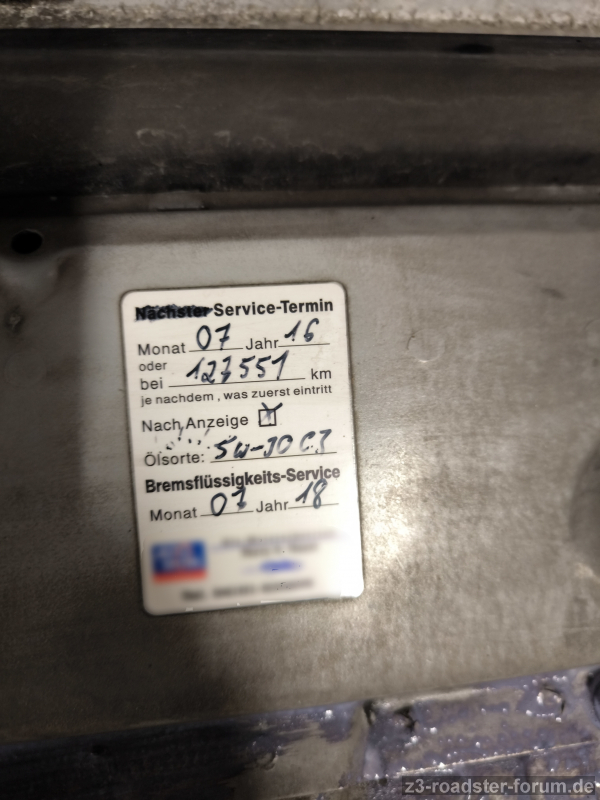 Nächster Service-Termin
Monat 07 Jahr 16
oder
bei 127551 km
je nachdem, was zuerst eintritt
Nach Anzeige
Ölsorte: 5W-30 C3
Bremsflüssigkeits-Service
Monat 07 Jahr 18
z3-roadster-forum.de